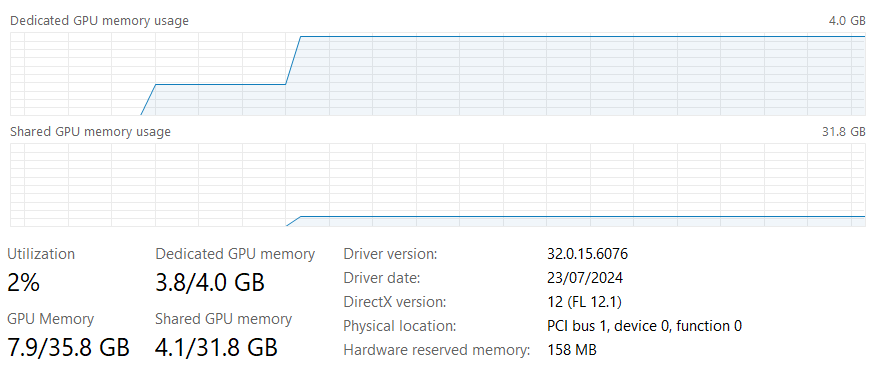 Dedicated GPU memory usage 4.0 GB
Shared GPU memory usage 31.8 GB
Utilization
2%
Dedicated GPU memory
3.8/4.0 GB
GPU Memory
7.9/35.8 GB
Shared GPU memory
4.1/31.8 GB
Driver version: 32.0.15.6076
Driver date: 23/07/2024
DirectX version: 12 (FL 12.1)
Physical location: PCI bus 1, device 0, function 0
Hardware reserved memory: 158 MB